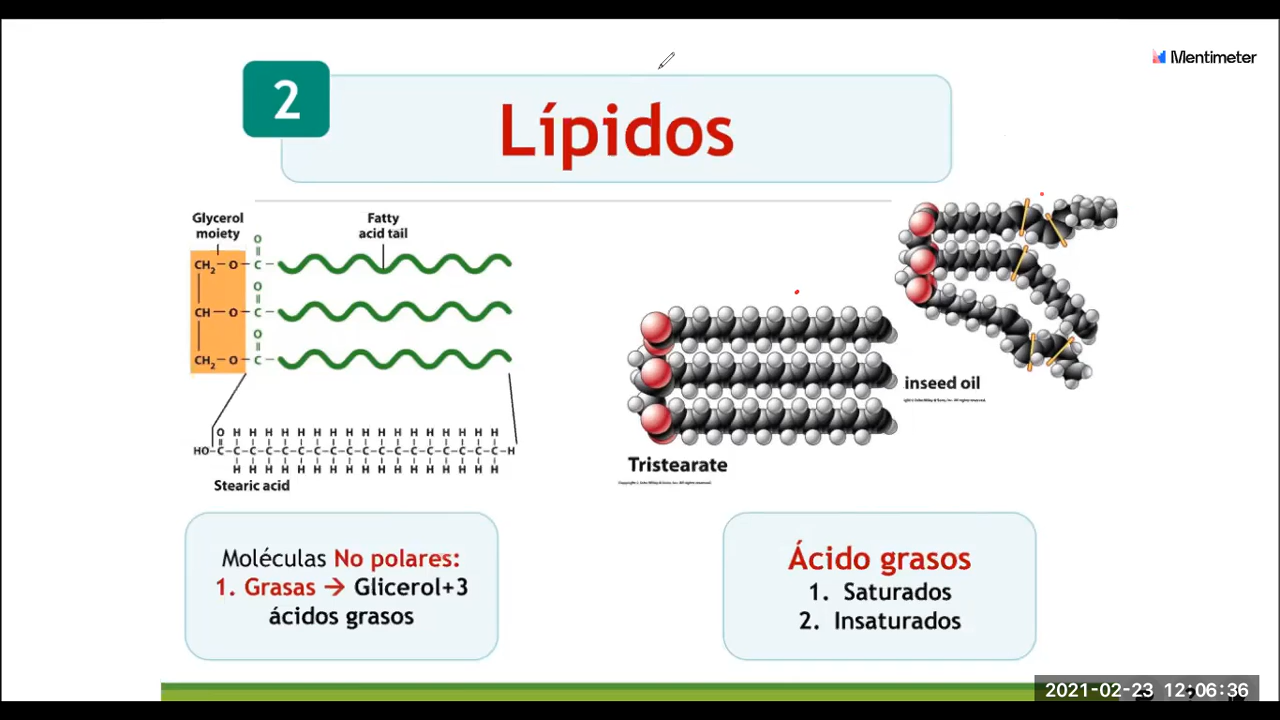 Mentimeter
2
Lípidos
Glycerol
moiety
Fatty
acid tail
O
CH2 — O — C —
O
CH — O — C —
O
CH2 — O — C —
O H H H H H H H H H H H H H H H H H
HO–C–C–C–C–C–C–C–C–C–C–C–C–C–C–C–C–C–C–H
H H H H H H H H H H H H H H H H H
Stearic acid
inseed oil
Tristearate
Moléculas No polares:
1. Grasas → Glicerol+3
ácidos grasos
Ácido grasos
1. Saturados
2. Insaturados
2021-02-23 12:06:36